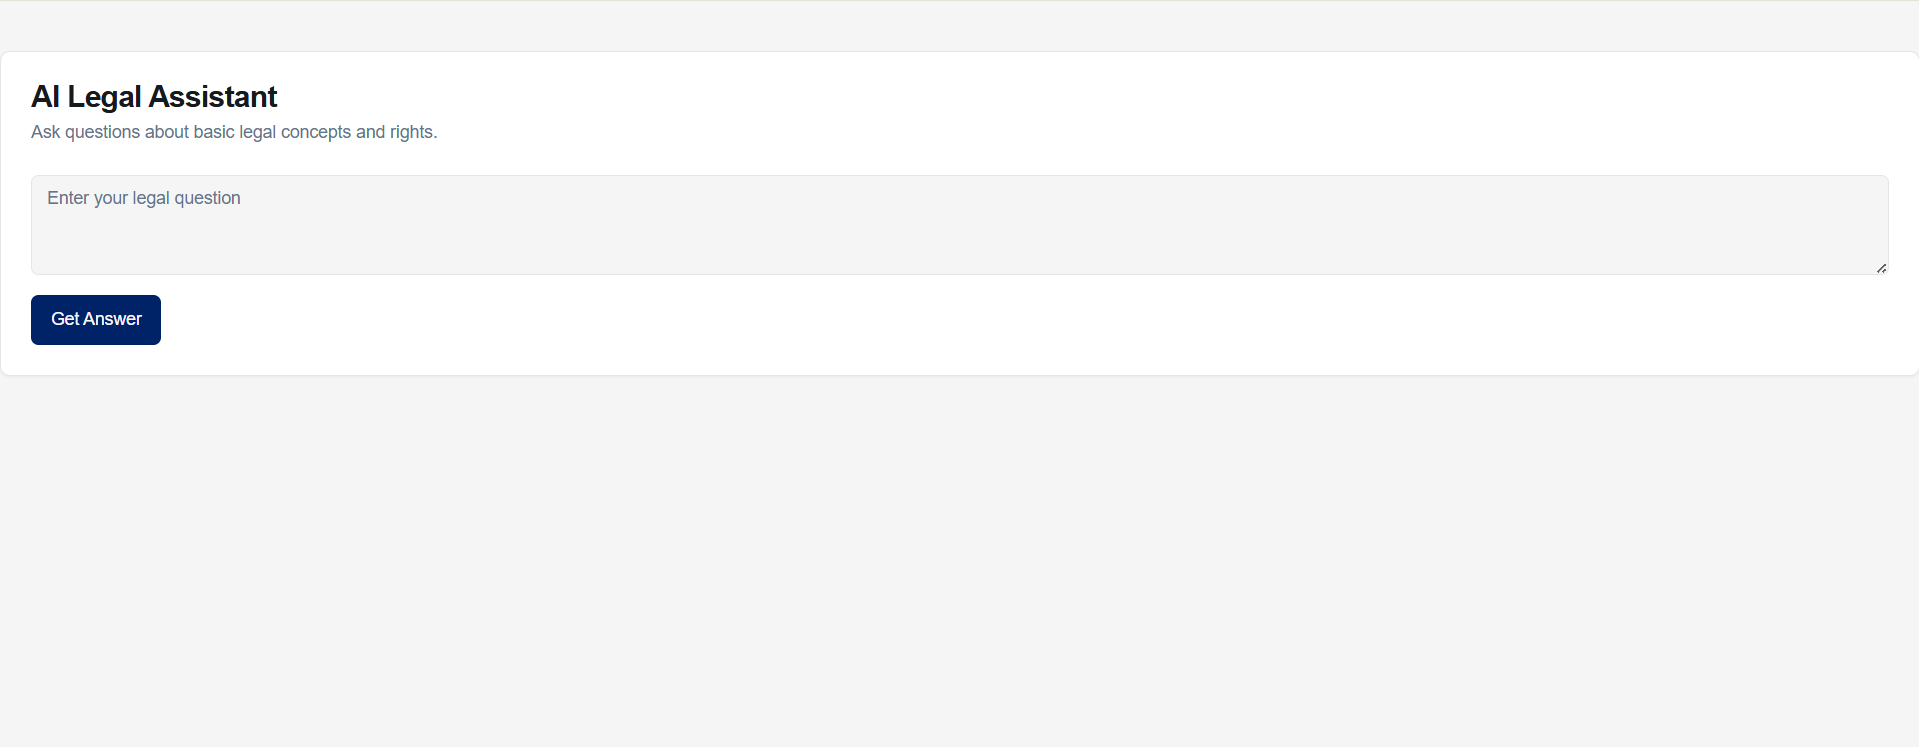 AI Legal Assistant
Ask questions about basic legal concepts and rights.
Enter your legal question
Get Answer